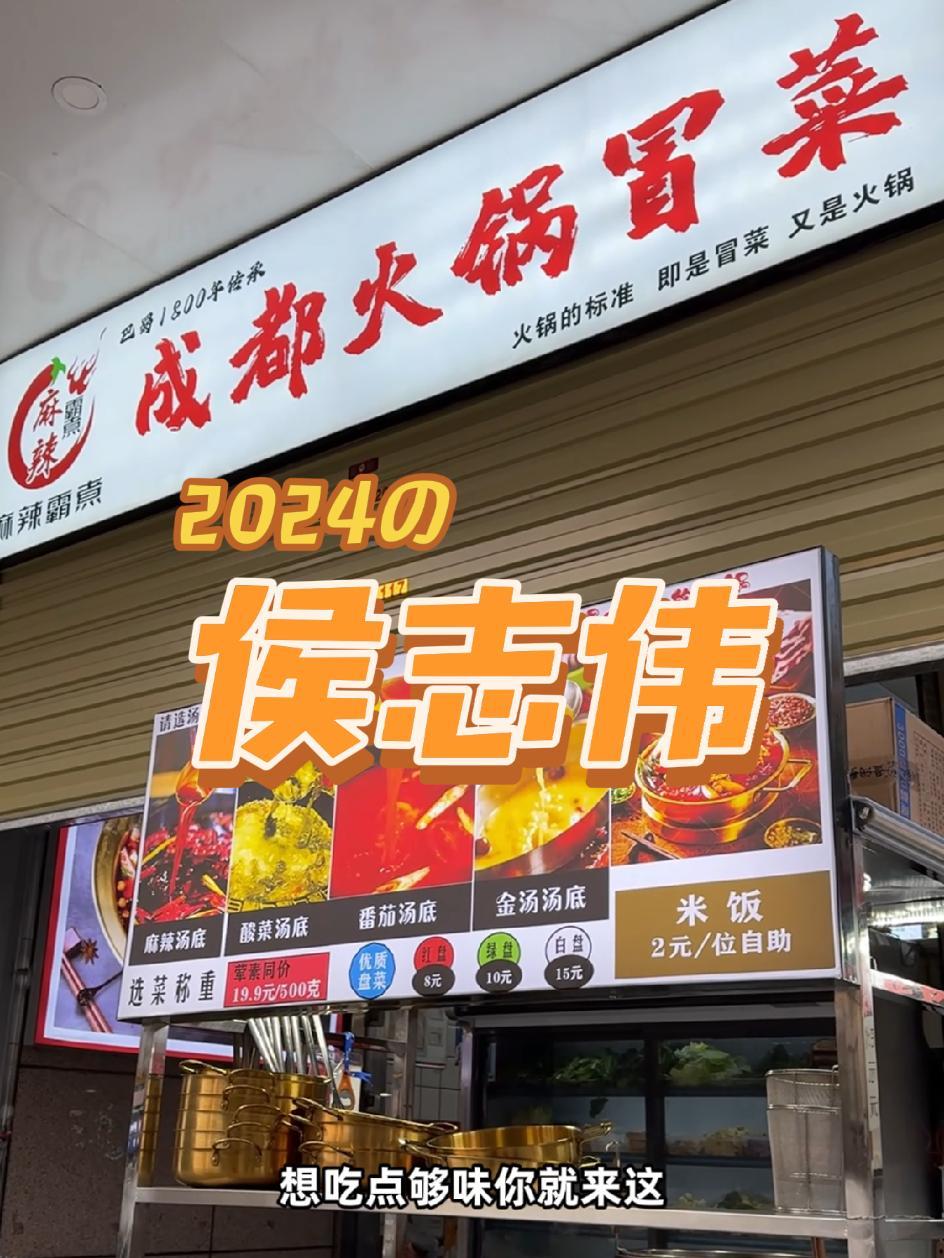 巴蜀1800年传承
成都火锅冒菜
火锅的标准 即是冒菜 又是火锅
麻辣
霸煮
麻辣霸煮
2024の
侯志伟
请选汤
麻辣汤底
酸菜汤底
番茄汤底
金汤汤底
米饭
2元/位自助
选菜称重
荤素同价
19.9元/500克
优质
盘菜
红盘
8元
绿盘
10元
白盘
15元
想吃点够味你就来这